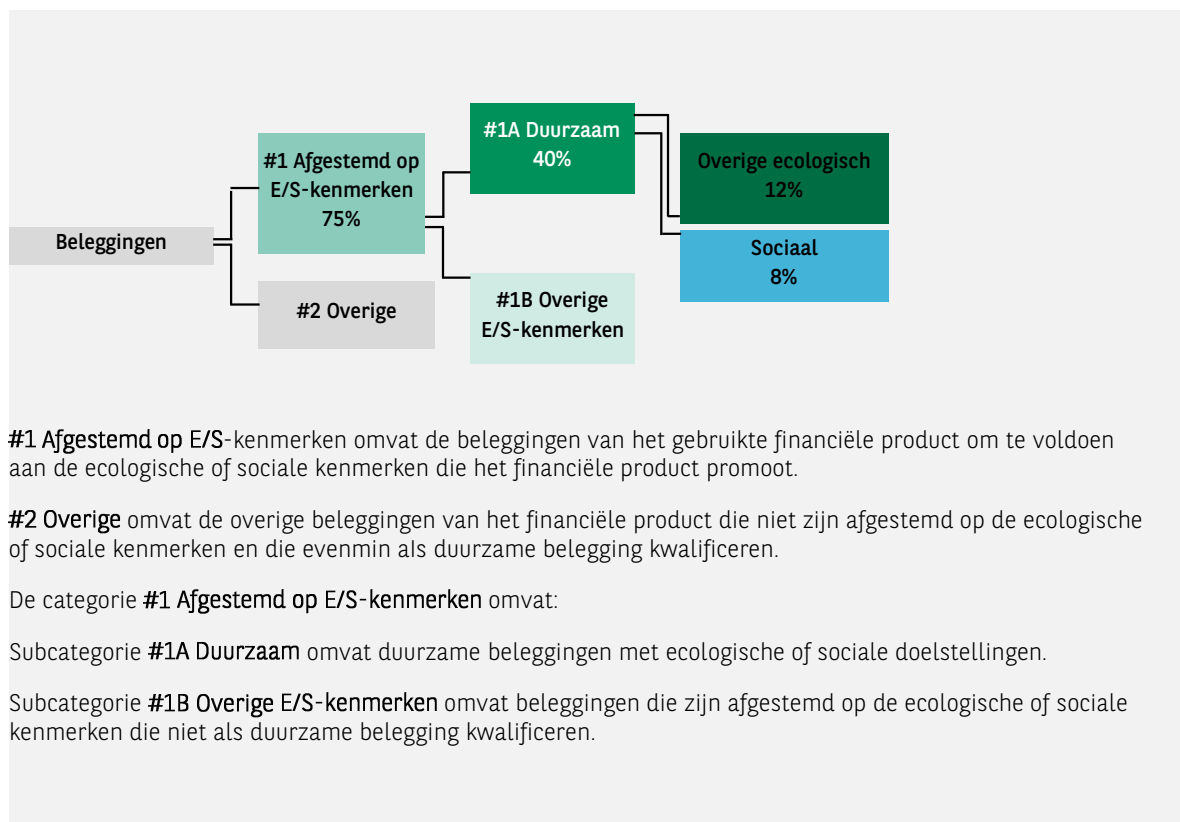 #1A Duurzaam
40%
#1 Afgestemd op
E/S-kenmerken
75%
Overige ecologisch
12%
Beleggingen
Sociaal
8%
#2 Overige
#1B Overige
E/S-kenmerken
#1 Afgestemd op E/S-kenmerken omvat de beleggingen van het gebruikte financiële product om te voldoen
aan de ecologische of sociale kenmerken die het financiële product promoot.
#2 Overige omvat de overige beleggingen van het financiële product die niet zijn afgestemd op de ecologische
of sociale kenmerken en die evenmin als duurzame belegging kwalificeren.
De categorie #1 Afgestemd op E/S-kenmerken omvat:
Subcategorie #1A Duurzaam omvat duurzame beleggingen met ecologische of sociale doelstellingen.
Subcategorie #1B Overige E/S-kenmerken omvat beleggingen die zijn afgestemd op de ecologische of sociale
kenmerken die niet als duurzame belegging kwalificeren.